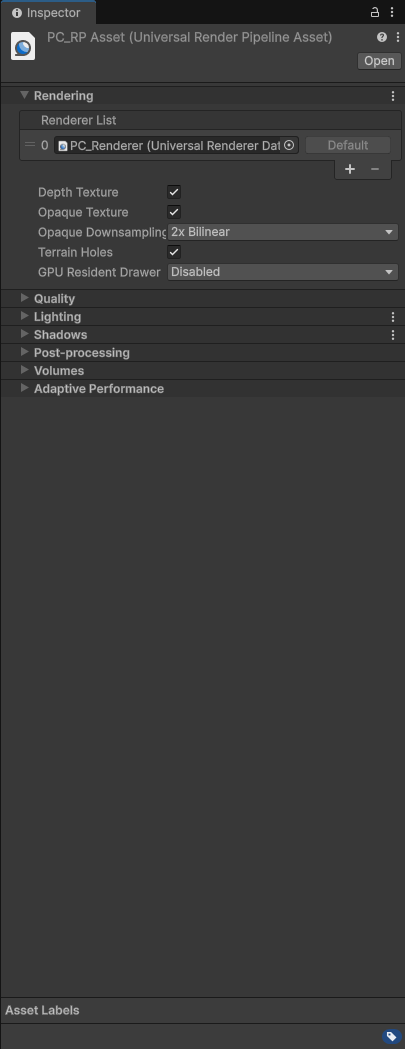 Inspector
PC_RP Asset (Universal Render Pipeline Asset)
Open
Rendering
Renderer List
0 PC_Renderer (Universal Renderer Dat Default
Depth Texture
Opaque Texture
Opaque Downsampling 2x Bilinear
Terrain Holes
GPU Resident Drawer Disabled
Quality
Lighting
Shadows
Post-processing
Volumes
Adaptive Performance
Asset Labels